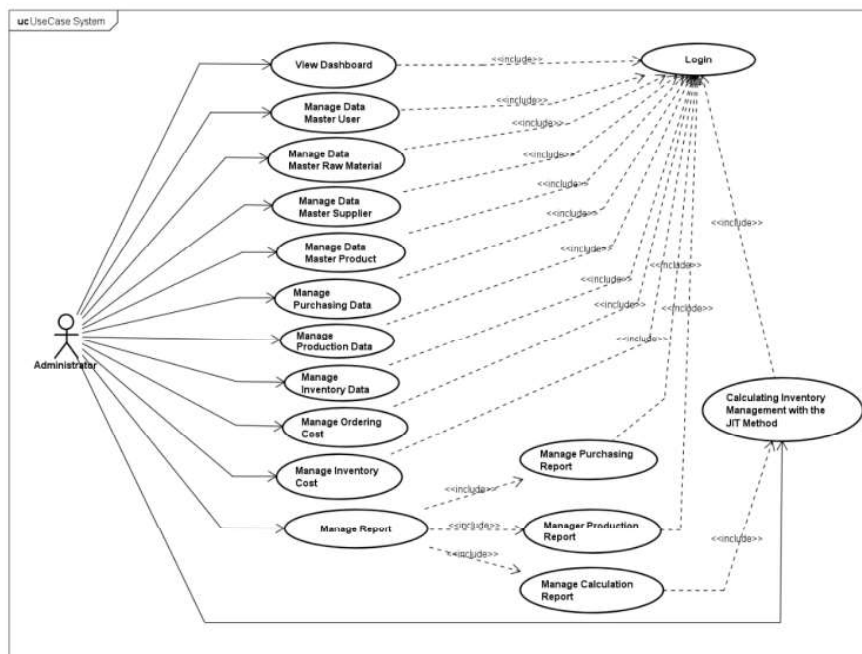 uc UseCase System
View Dashboard
<<include>>
Login
Manage Data
Master User
<<include>>
Manage Data
Master Raw Material
<<include>>
Manage Data
Master Supplier
<<include>>
Manage Data
Master Product
<<include>>
Manage
Purchasing Data
<<include>>
Manage
Production Data
<<include>>
Manage
Inventory Data
<<include>>
Manage Ordering
Cost
<<include>>
Manage Inventory
Cost
<<include>>
<<include>>
<<include>>
<<include>>
Administrator
Calculating Inventory
Management with the
JIT Method
Manage Report
<<include>>
Manage Purchasing
Report
<<include>>
Manager Production
Report
<<include>>
Manage Calculation
Report
<<include>>